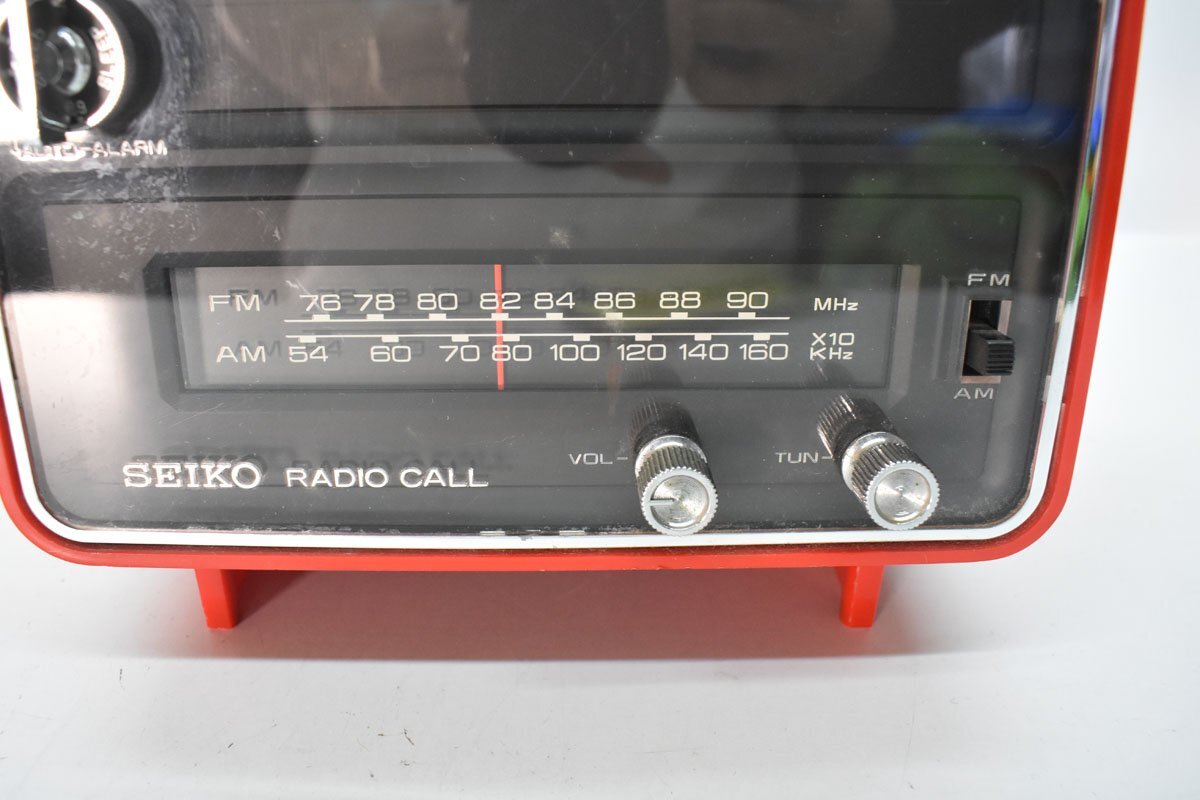 ALARM
FM 76 78 80 82 84 86 88 90 MHz
AM 54 60 70 80 100 120 140 160 X10 KHz
FM
AM
VOL-
TUN-
SEIKO RADIO CALL